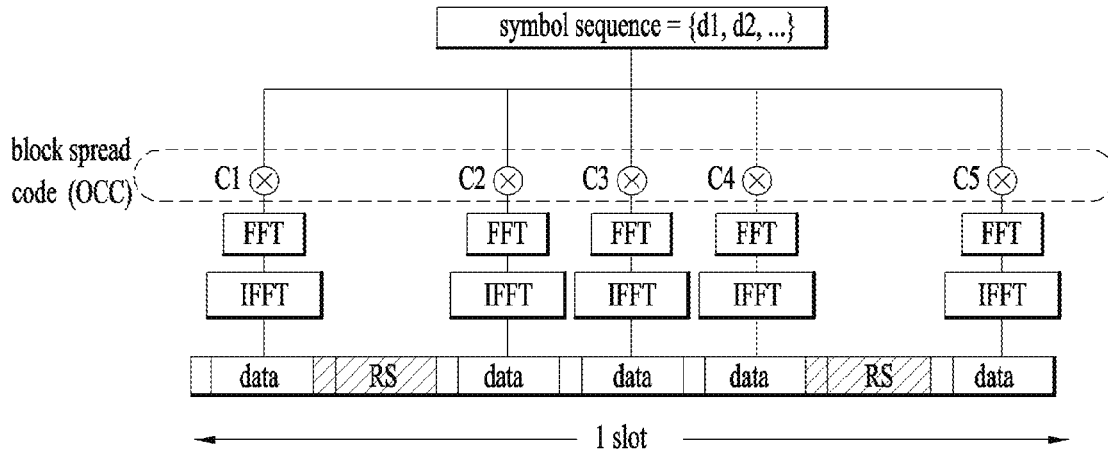 symbol sequence = {d1, d2, ...}
block spread
code (OCC)
C1 C2 C3 C4 C5
FFT FFT FFT FFT FFT
IFFT IFFT IFFT IFFT IFFT
data RS data data data RS data
1 slot